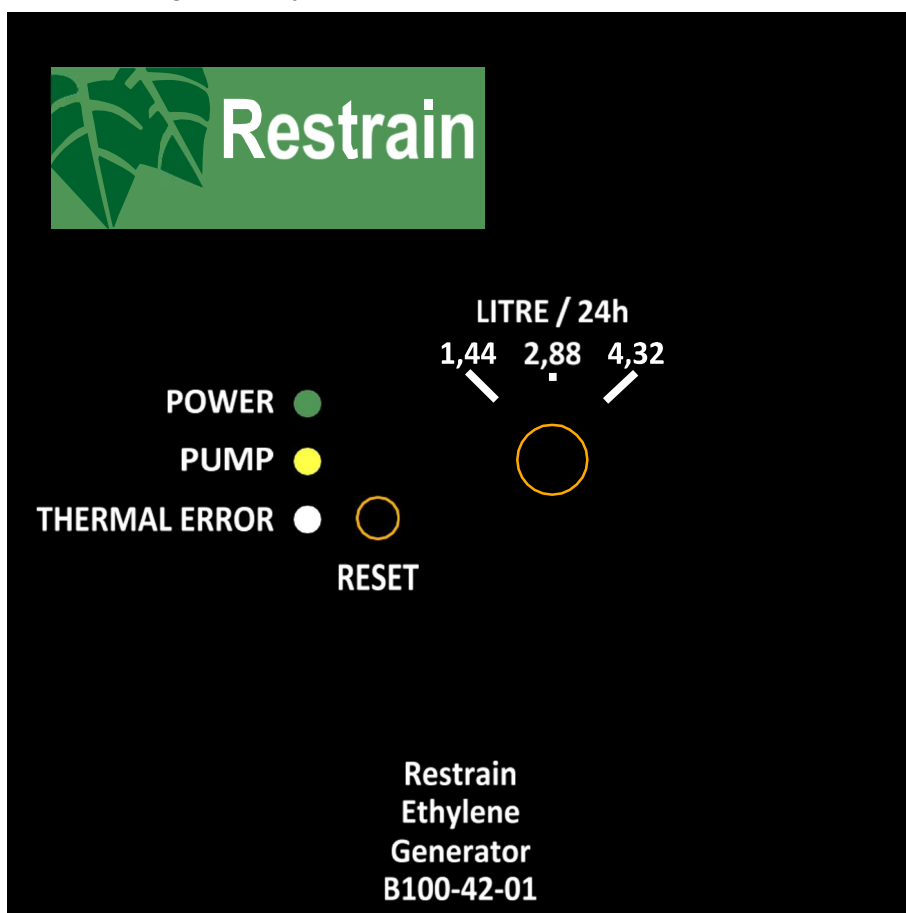 Restrain
LITRE / 24h
1,44 2,88 4,32
POWER
PUMP
THERMAL ERROR
RESET
Restrain
Ethylene
Generator
B100-42-01